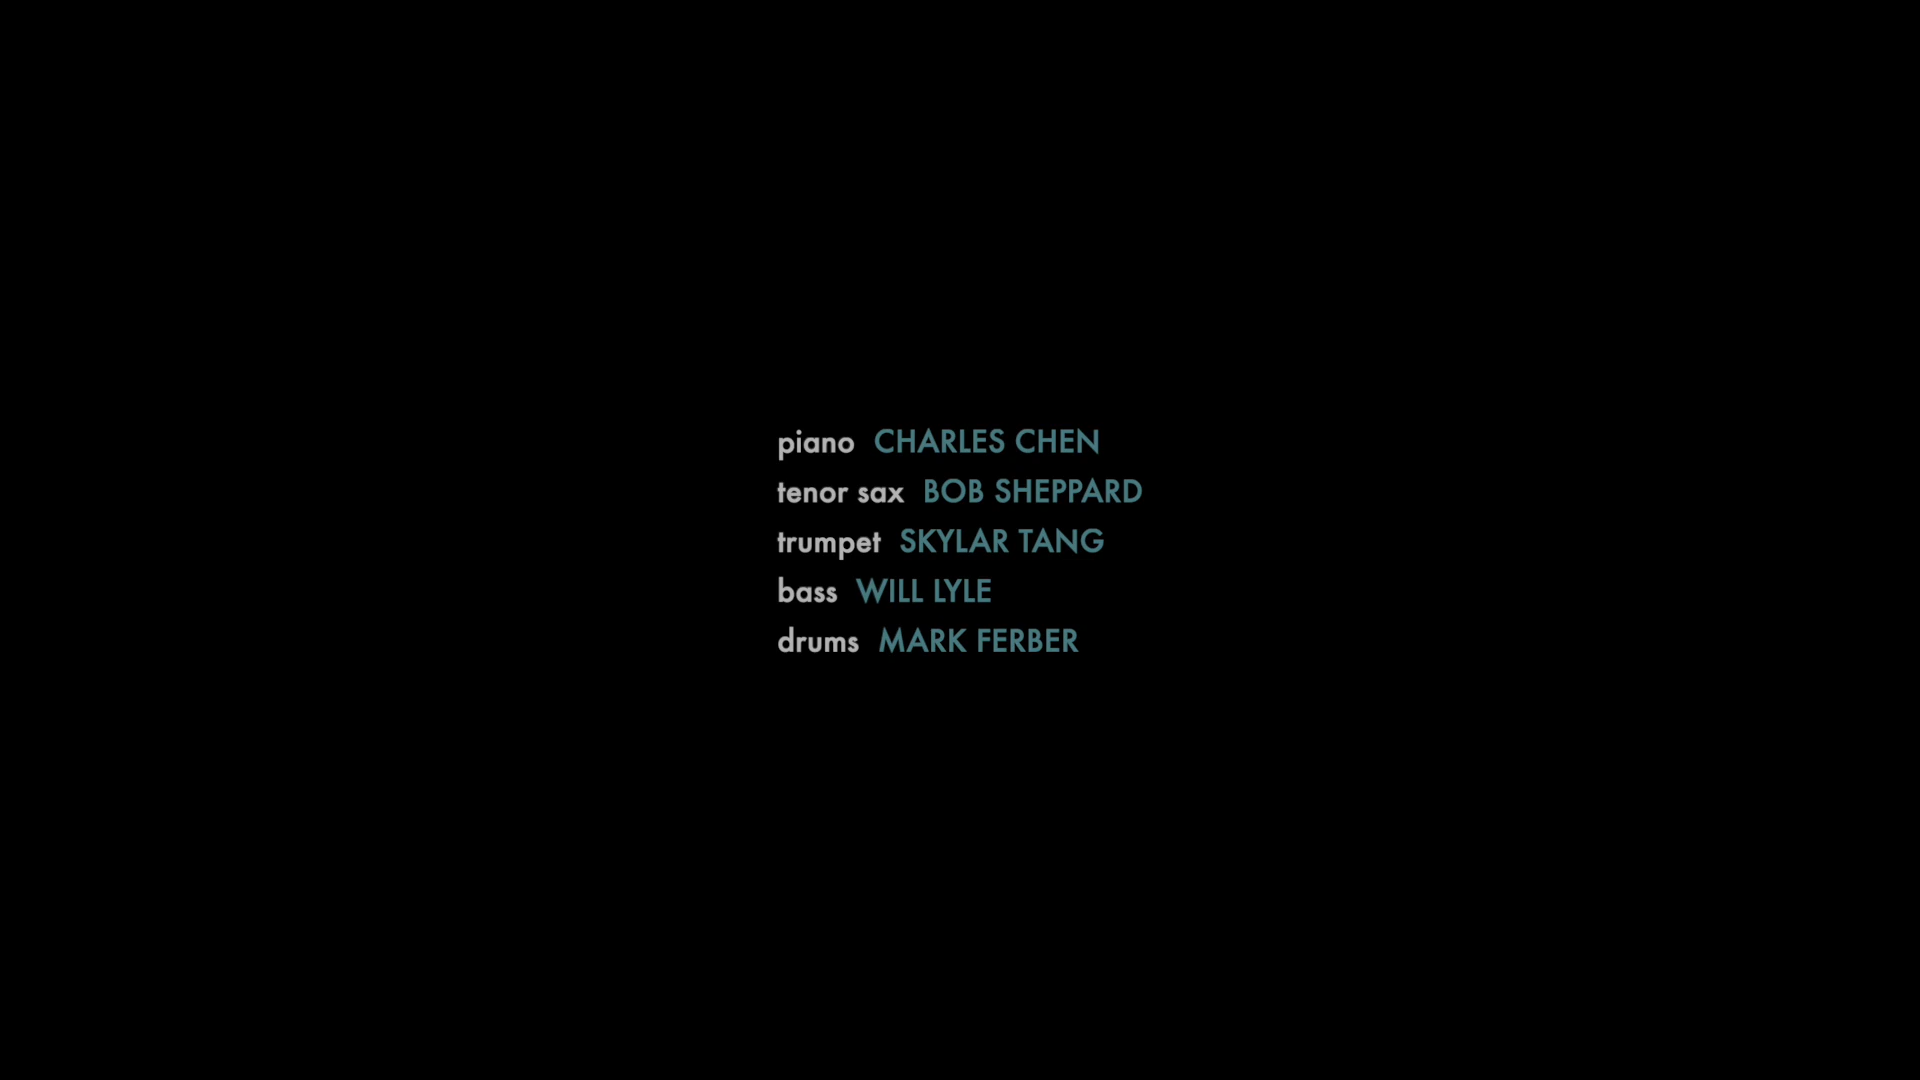 piano CHARLES CHEN
tenor sax BOB SHEPPARD
trumpet SKYLAR TANG
bass WILL LYLE
drums MARK FERBER